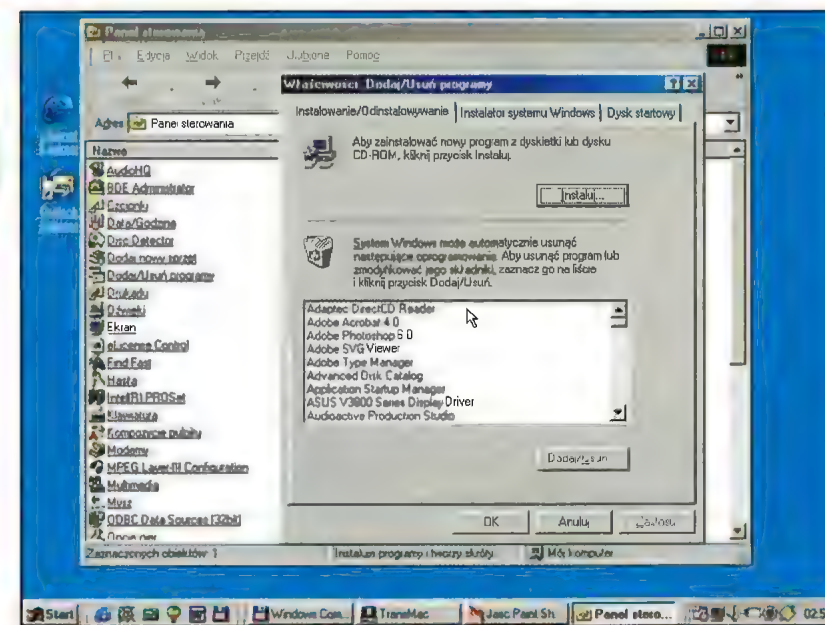 Panel sterowania
Edycja Widok Przejdź Ulubione Pomoc
Adres Panel sterowania
Nazwa
AudioHQ
BDE Administrator
Czcionki
Data/Godzina
Disc Detector
Dodaj nowy sprzęt
Dodaj/Usuń programy
Drukarki
Dźwięki
Ekran
eLicense Control
Find Fast
Hasła
Intel(R) PROSet
Klawiatura
Kompozycje pulpitu
Modemy
MPEG Layer-III Configuration
Multimedia
Mysz
ODBC Data Sources (32bit)
Zaznaczonych obiektów: 1
Instaluje programy i tworzy skróty
Mój komputer
Właściwości: Dodaj/Usuń programy
Instalowanie/Odinstalowywanie
Instalator systemu Windows
Dysk startowy
Aby zainstalować nowy program z dyskietki lub dysku
CD-ROM, kliknij przycisk Instaluj.
Instaluj...
System Windows może automatycznie usunąć
następujące oprogramowanie. Aby usunąć program lub
zmodyfikować jego składniki, zaznacz go na liście
i kliknij przycisk Dodaj/Usuń.
Adaptec DirectCD Reader
Adobe Acrobat 4.0
Adobe Photoshop 6.0
Adobe SVG Viewer
Adobe Type Manager
Advanced Disk Catalog
Application Startup Manager
ASUS V3800 Series Display Driver
Audioactive Production Studio
Dodaj/Usuń
OK
Anuluj
Start
Windows Com...
TransMac
Jasc Paint Sh...
Panel stero...
02:5